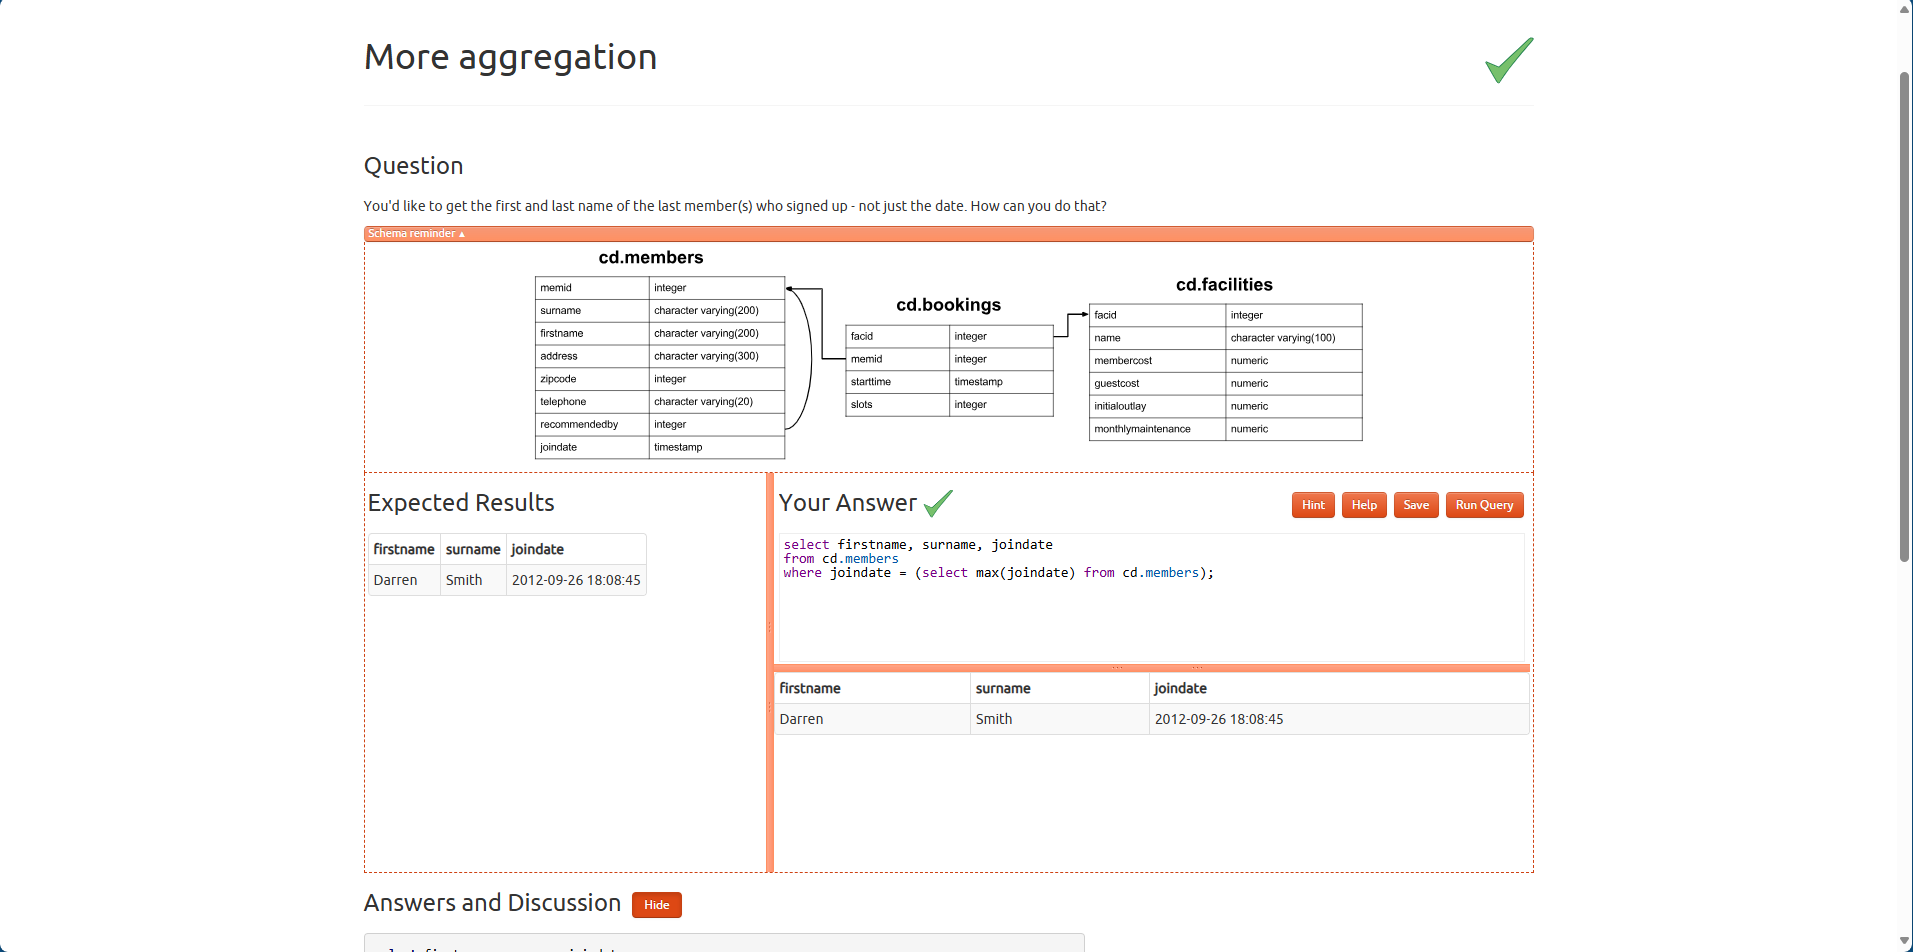 More aggregation
Question
You'd like to get the first and last name of the last member(s) who signed up - not just the date. How can you do that?
Schema reminder ▲
cd.members
memid integer
surname character varying(200)
firstname character varying(200)
address character varying(300)
zipcode integer
telephone character varying(20)
recommendedby integer
joindate timestamp
cd.bookings
facid integer
memid integer
starttime timestamp
slots integer
cd.facilities
facid integer
name character varying(100)
membercost numeric
guestcost numeric
initialoutlay numeric
monthlymaintenance numeric
Expected Results
firstname surname joindate
Darren Smith 2012-09-26 18:08:45
Your Answer
Hint Help Save Run Query
select firstname, surname, joindate
from cd.members
where joindate = (select max(joindate) from cd.members);
firstname surname joindate
Darren Smith 2012-09-26 18:08:45
Answers and Discussion Hide